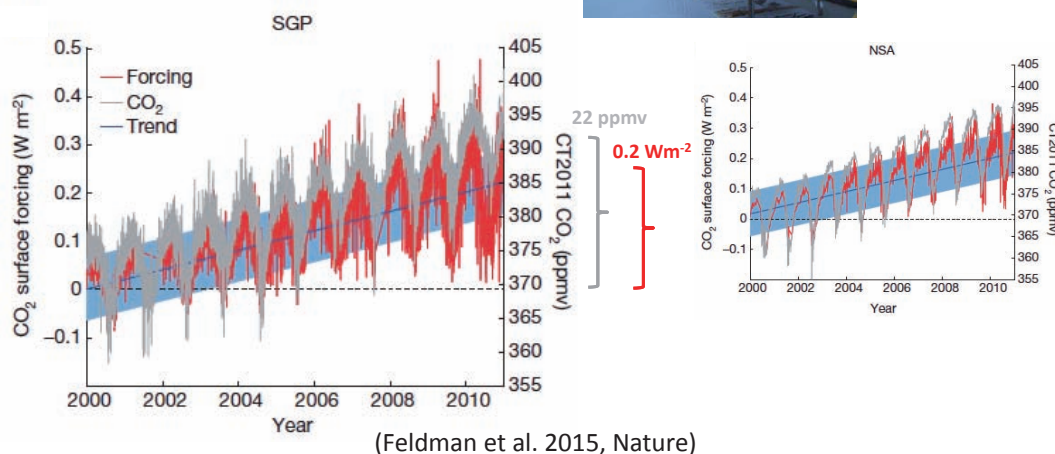 SGP
0.5
0.4
0.3
0.2
0.1
0
−0.1
CO2 surface forcing (W m−2)
Forcing
CO2
Trend
405
400
395
390
385
380
375
370
365
360
355
CT2011 CO2 (ppmv)
2000 2002 2004 2006 2008 2010
Year
22 ppmv
0.2 Wm-2
NSA
0.5
0.4
0.3
0.2
0.1
0
−0.1
CO2 surface forcing (W m−2)
405
400
395
390
385
380
375
370
365
360
355
CT2011 CO2 (ppm)
2000 2002 2004 2006 2008 2010
Year
(Feldman et al. 2015, Nature)